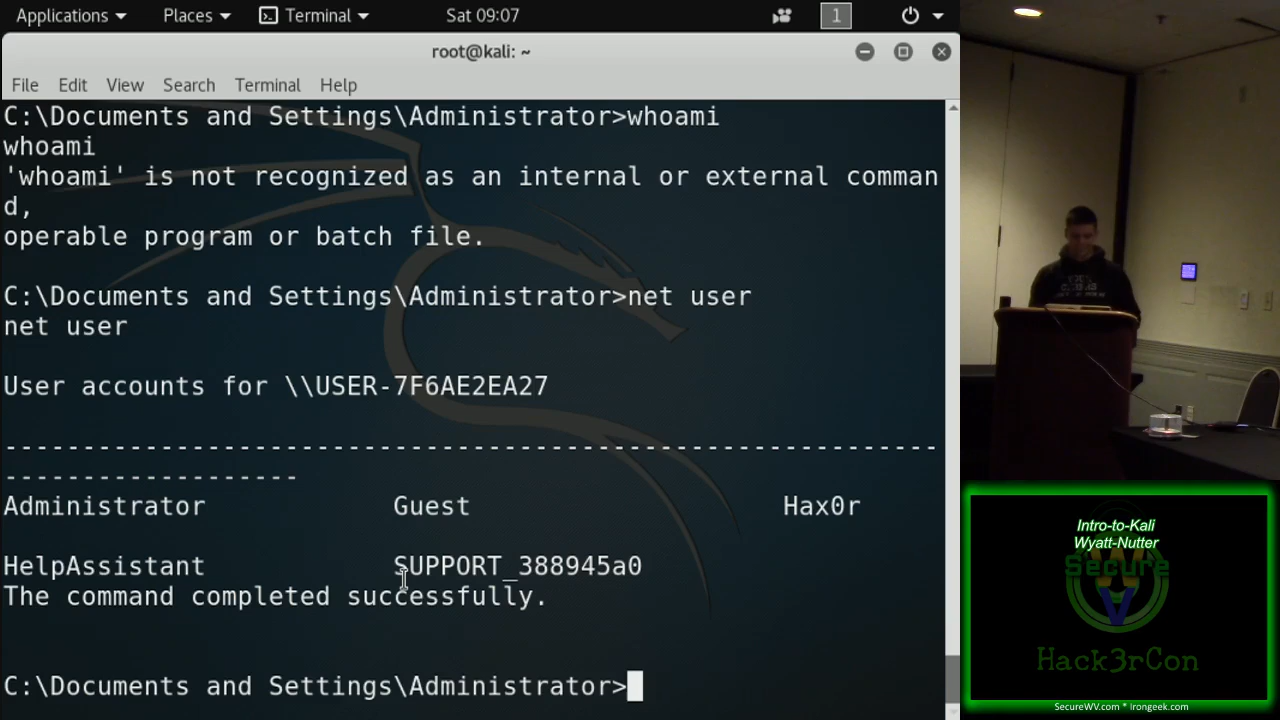 Applications Places Terminal Sat 09:07 1
root@kali: ~
File Edit View Search Terminal Help
C:\Documents and Settings\Administrator>whoami
whoami
'whoami' is not recognized as an internal or external comman
d,
operable program or batch file.
C:\Documents and Settings\Administrator>net user
net user
User accounts for \\USER-7F6AE2EA27
------------------------------------------------------------
-------------------
Administrator Guest Hax0r
HelpAssistant SUPPORT_388945a0
The command completed successfully.
C:\Documents and Settings\Administrator>
Intro-to-Kali
Wyatt-Nutter
Secure
WV
Hack3rCon
SecureWV.com * Irongeek.com